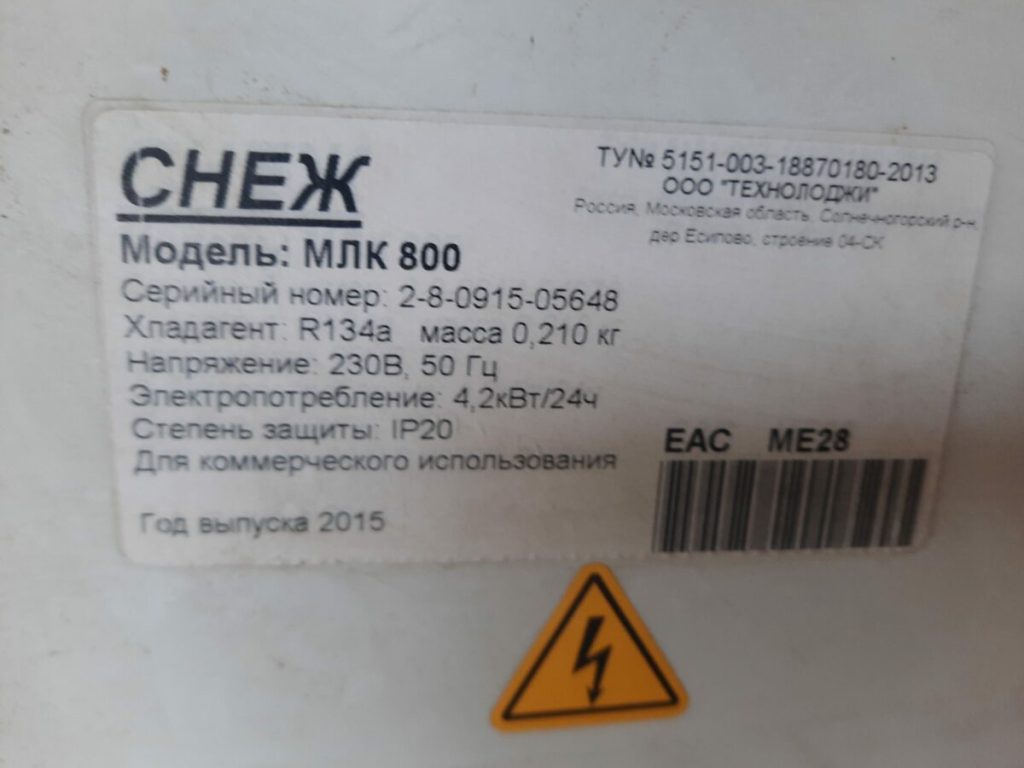 СНЕЖ
Модель: МЛК 800
Серийный номер: 2-8-0915-05648
Хладагент: R134a масса 0,210 кг
Напряжение: 230В, 50 Гц
Электропотребление: 4,2кВт/24ч
Степень защиты: IP20
Для коммерческого использования
Год выпуска 2015
ТУ№ 5151-003-18870180-2013
ООО "ТЕХНОЛОДЖИ"
Россия, Московская область, Солнечногорский р-н,
дер Есипово, строение 04-СК
ЕАС МЕ28